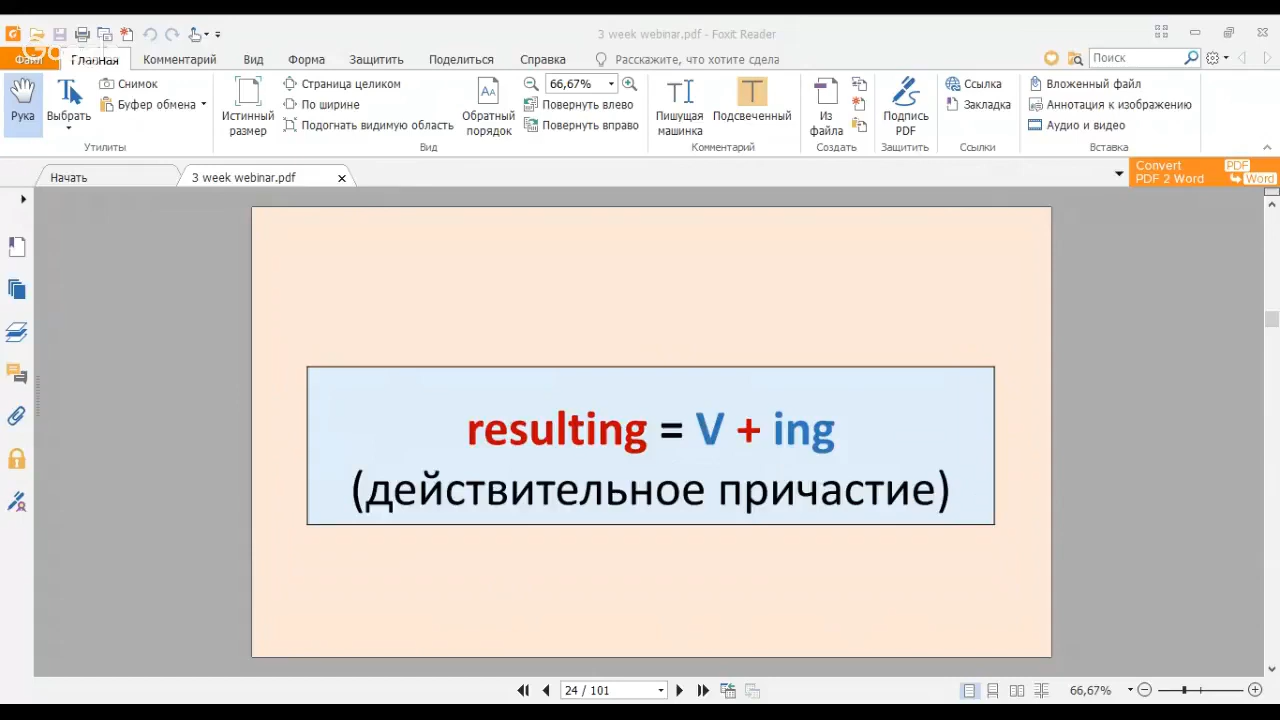 3 week webinar.pdf - Foxit Reader
Файл Главная Комментарий Вид Форма Защитить Поделиться Справка Расскажите, что хотите сдела Поиск
Рука
Выбрать
Снимок
Буфер обмена
Утилиты
Истинный размер
Страница целиком
По ширине
Подогнать видимую область
Обратный порядок
66,67%
Повернуть влево
Повернуть вправо
Вид
Пишущая машинка
Подсвеченный
Комментарий
Из файла
Создать
Подпись PDF
Защитить
Ссылка
Закладка
Ссылки
Вложенный файл
Аннотация к изображению
Аудио и видео
Вставка
Начать
3 week webinar.pdf
Convert PDF
PDF 2 Word Word
resulting = V + ing
(действительное причастие)
24 / 101
66,67%